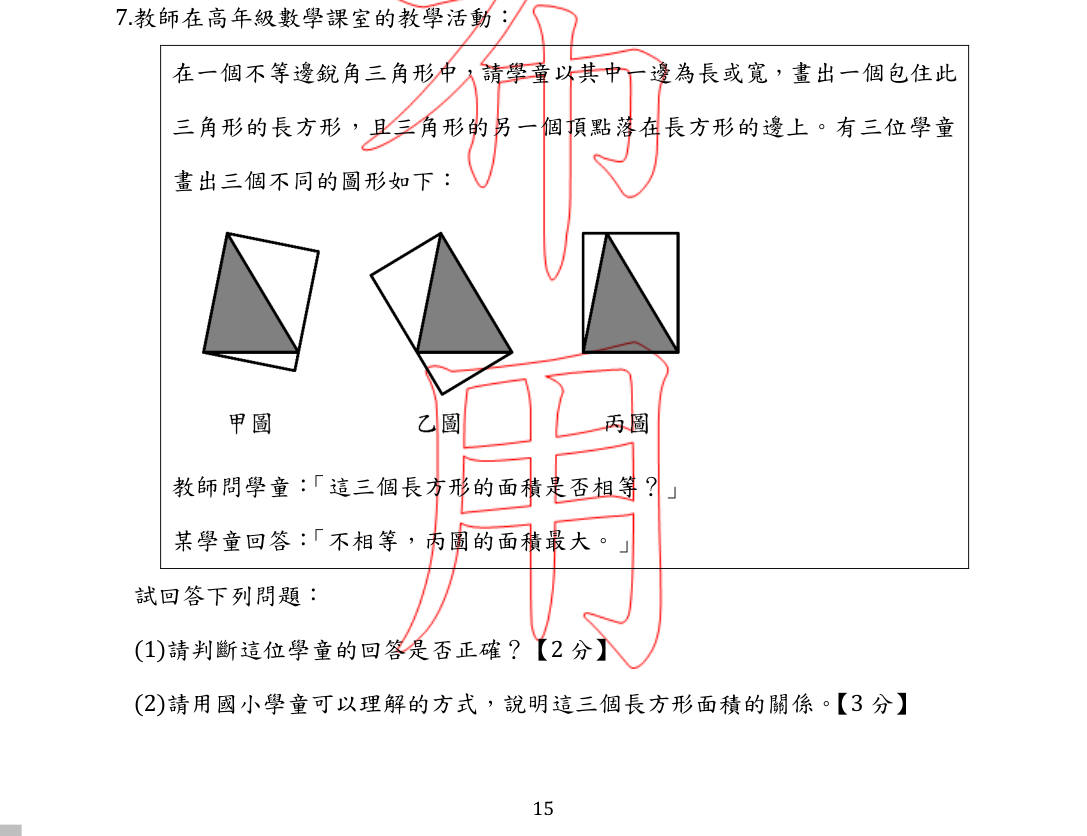 7.教師在高年級數學課室的教學活動：
在一個不等邊銳角三角形中，請學童以其中一邊為長或寬，畫出一個包住此
三角形的長方形，且三角形的另一個頂點落在長方形的邊上。有三位學童
畫出三個不同的圖形如下：
甲圖 乙圖 丙圖
教師問學童：「這三個長方形的面積是否相等？」
某學童回答：「不相等，丙圖的面積最大。」
試回答下列問題：
(1)請判斷這位學童的回答是否正確？【2 分】
(2)請用國小學童可以理解的方式，說明這三個長方形面積的關係。【3 分】
15
布
用